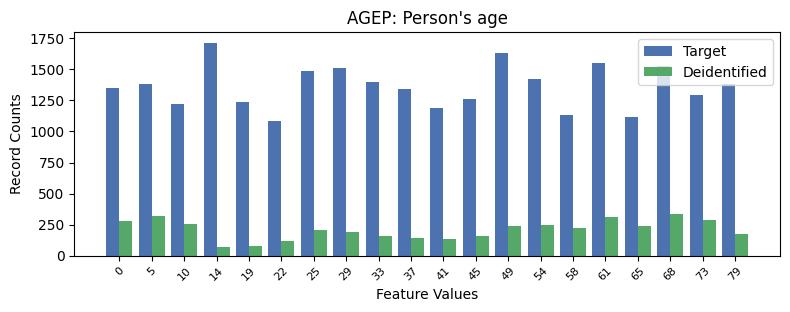 AGEP: Person's age
Target
Deidentified
Record Counts
1750
1500
1250
1000
750
500
250
0
0 5 10 14 19 22 25 29 33 37 41 45 49 54 58 61 65 68 73 79
Feature Values